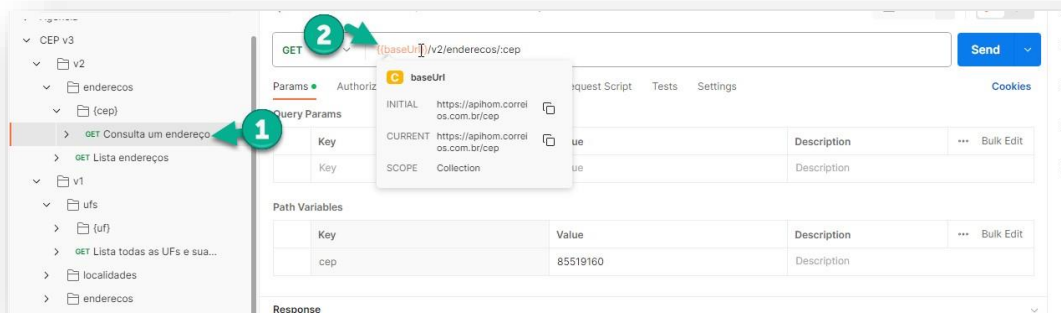 CEP v3
v2
enderecos
{cep}
GET Consulta um endereço
GET Lista endereços
v1
ufs
{uf}
GET Lista todas as UFs e sua...
localidades
enderecos
1
2
GET
/v2/enderecos/:cep
Send
Params
Authoriz
equest Script
Tests
Settings
Cookies
Query Params
Key
ue
Description
Bulk Edit
Key
ue
Description
C baseUrl
INITIAL https://apihom.correi
os.com.br/cep
CURRENT https://apihom.correi
os.com.br/cep
SCOPE Collection
Path Variables
Key
Value
Description
Bulk Edit
cep
85519160
Description
Response